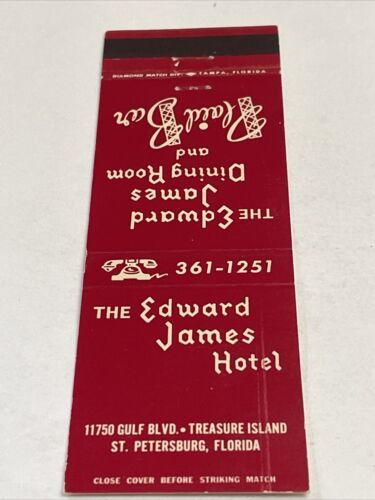 DIAMOND MATCH DIV. TAMPA, FLORIDA
Plaid Bar
and
Dining Room
James
THE Edward
361-1251
THE Edward
James
Hotel
11750 GULF BLVD. • TREASURE ISLAND
ST. PETERSBURG, FLORIDA
CLOSE COVER BEFORE STRIKING MATCH